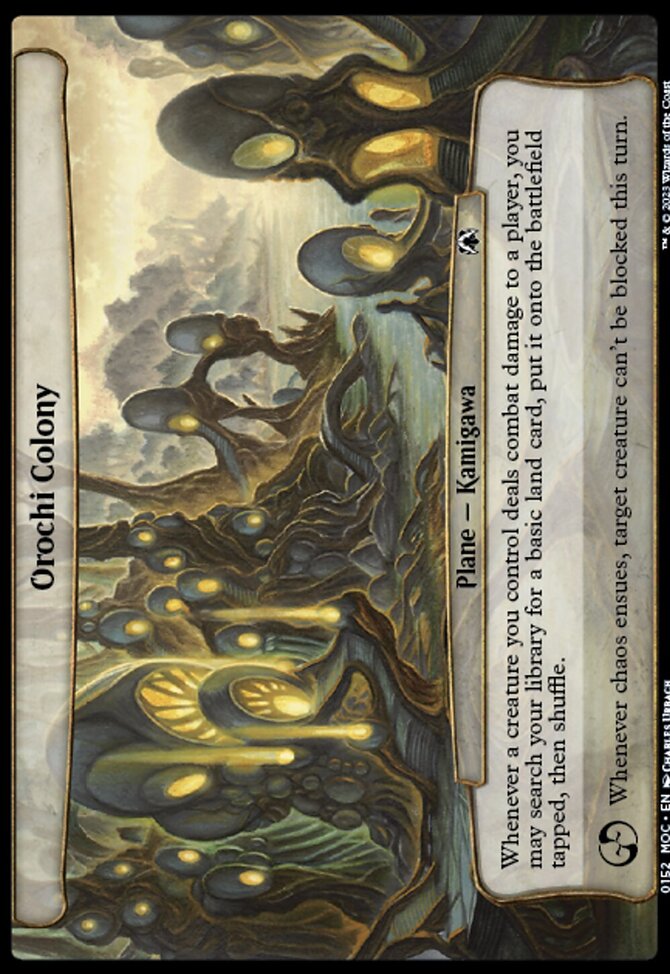 Orochi Colony
Plane — Kamigawa
Whenever a creature you control deals combat damage to a player, you
may search your library for a basic land card, put it onto the battlefield
tapped, then shuffle.
Whenever chaos ensues, target creature can't be blocked this turn.
0152 MOC • EN CHARLES URBACH
™ & © 2023 Wizards of the Coast